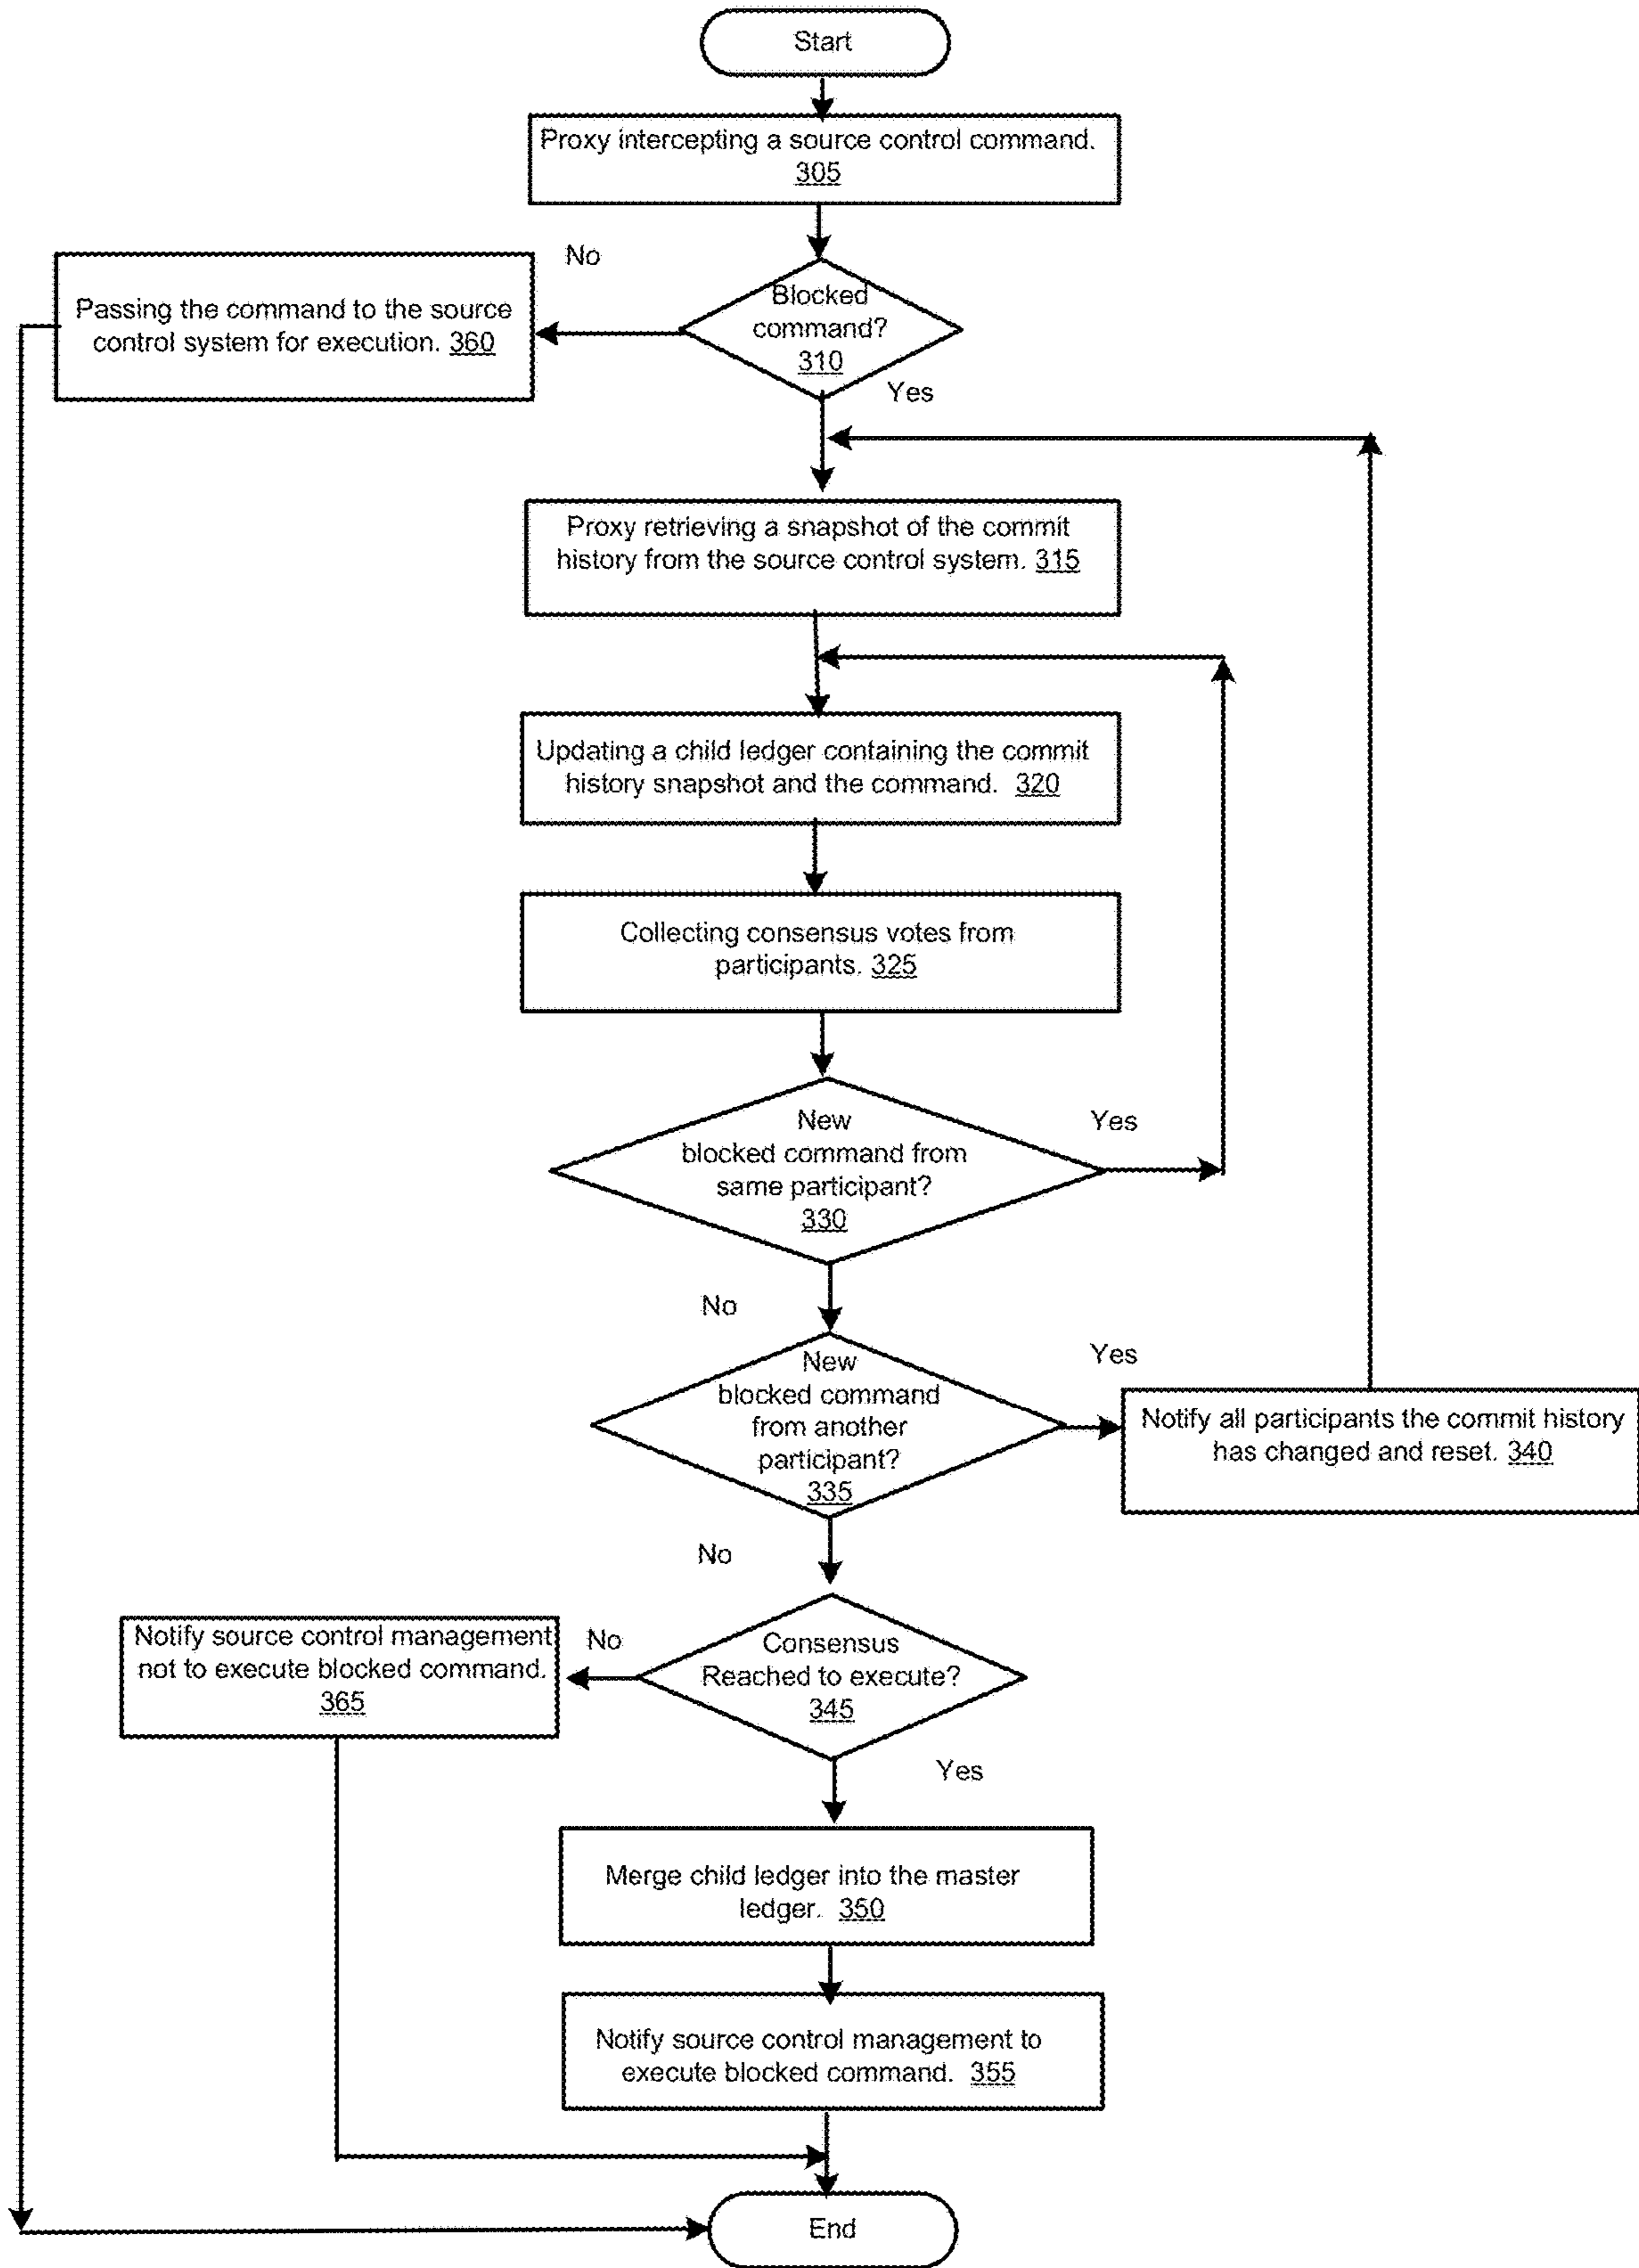 Start
Proxy intercepting a source control command.
305
No
Passing the command to the source
control system for execution. 360
Blocked
command?
310
Yes
Proxy retrieving a snapshot of the commit
history from the source control system. 315
Updating a child ledger containing the commit
history snapshot and the command. 320
Collecting consensus votes from
participants. 325
New
blocked command from
same participant?
330
Yes
No
New
blocked command
from another
participant?
335
Yes
Notify all participants the commit history
has changed and reset. 340
No
Notify source control management
not to execute blocked command.
365
No
Consensus
Reached to execute?
345
Yes
Merge child ledger into the master
ledger. 350
Notify source control management to
execute blocked command. 355
End